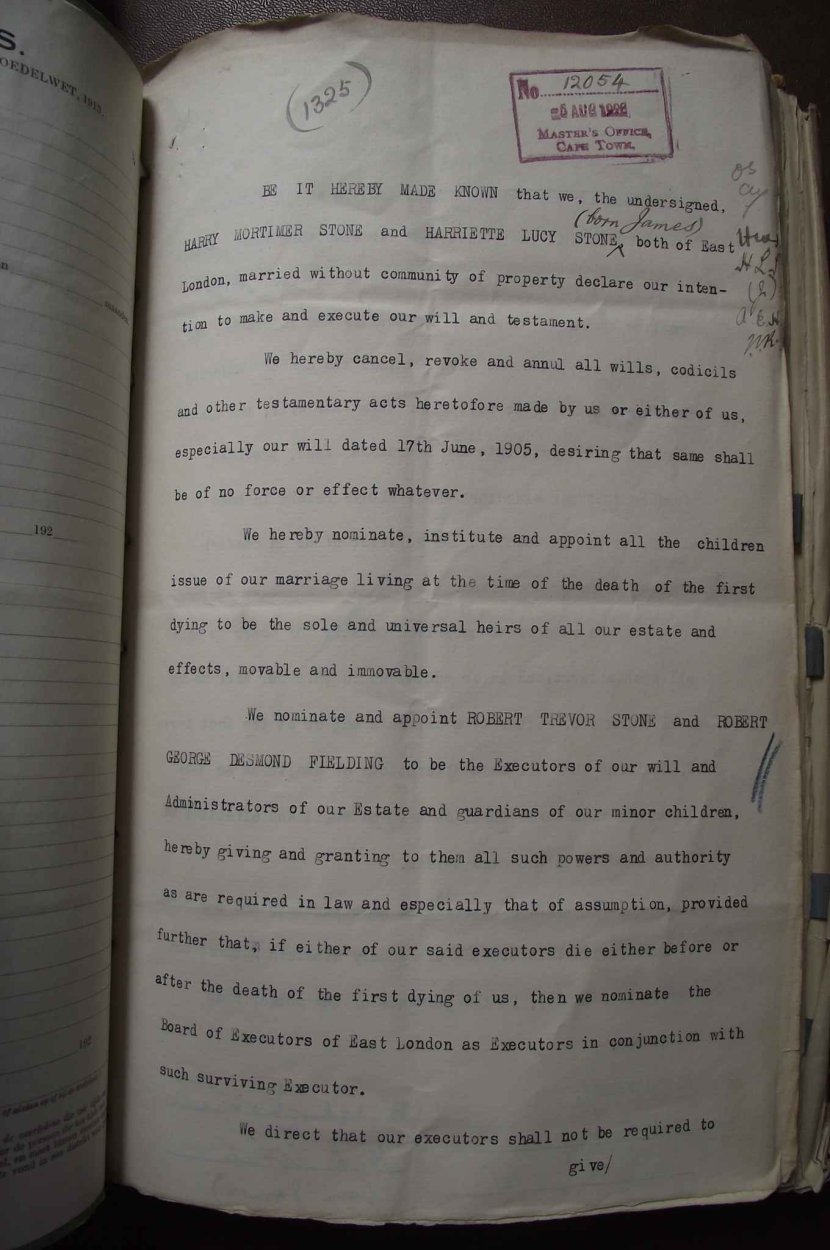 S.
OEDELWET, 1913.
192
192
(1325)
No. 12054
AUG
MASTER'S OFFICE,
CAPE TOWN.
BE IT HEREBY MADE KNOWN that we, the undersigned,
(born James)
HARRY MORTIMER STONE and HARRIETTE LUCY STONE, both of East
London, married without community of property declare our inten-
tion to make and execute our will and testament.
We hereby cancel, revoke and annul all wills, codicils
and other testamentary acts heretofore made by us or either of us,
especially our will dated 17th June, 1905, desiring that same shall
be of no force or effect whatever.
We hereby nominate, institute and appoint all the children
issue of our marriage living at the time of the death of the first
dying to be the sole and universal heirs of all our estate and
effects, movable and immovable.
We nominate and appoint ROBERT TREVOR STONE and ROBERT
GEORGE DESMOND FIELDING to be the Executors of our will and
Administrators of our Estate and guardians of our minor children,
hereby giving and granting to them all such powers and authority
as are required in law and especially that of assumption, provided
further that, if either of our said executors die either before or
after the death of the first dying of us, then we nominate the
Board of Executors of East London as Executors in conjunction with
such surviving Executor.
We direct that our executors shall not be required to
give/